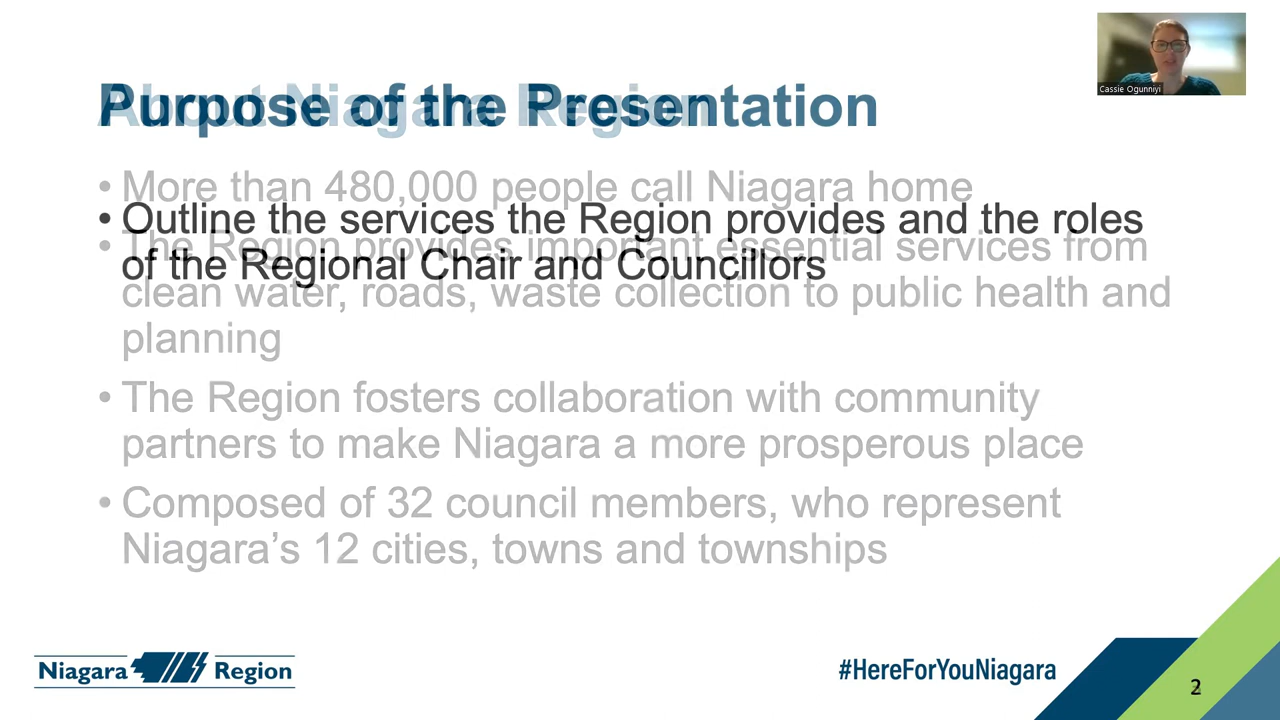 Cassie Ogunniyi
Purpose of the Presentation
About Niagara Region
• More than 480,000 people call Niagara home
• Outline the services the Region provides and the roles
of the Regional Chair and Councillors
• The Region provides important essential services from
clean water, roads, waste collection to public health and
planning
• The Region fosters collaboration with community
partners to make Niagara a more prosperous place
• Composed of 32 council members, who represent
Niagara’s 12 cities, towns and townships
Niagara Region
#HereForYouNiagara
2